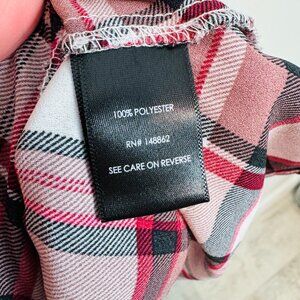 100% POLYESTER
RN# 148862
SEE CARE ON REVERSE